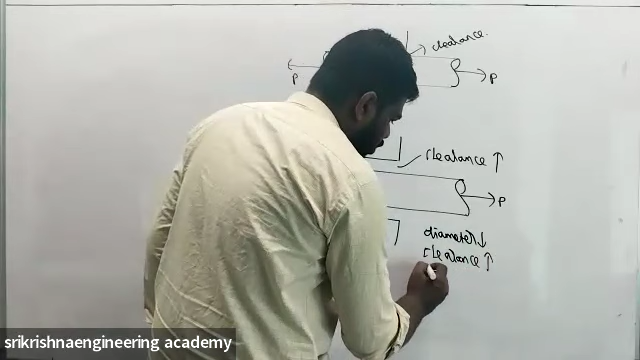 clearance.
P
P
clearance ↑
P
diameter↓
clearance ↑
srikrishnaengineering academy